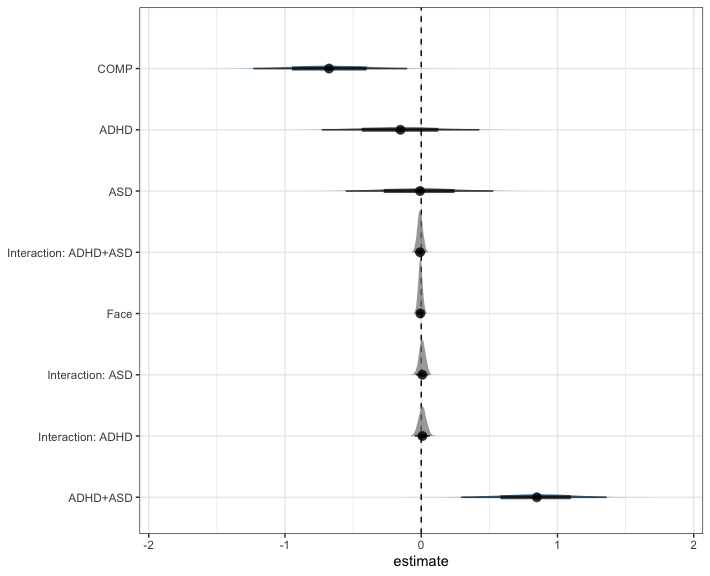 COMP
ADHD
ASD
Interaction: ADHD+ASD
Face
Interaction: ASD
Interaction: ADHD
ADHD+ASD
-2 -1 0 1 2
estimate